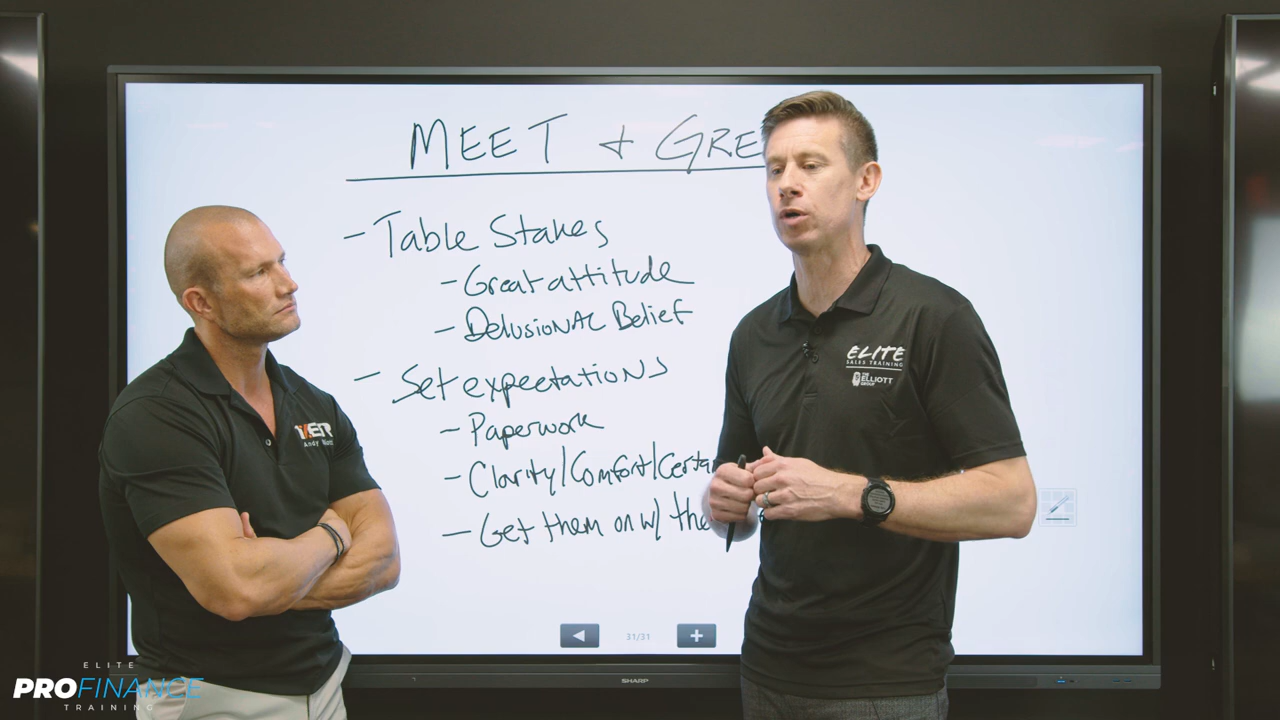 MEET + GRE
- Table Stakes
- Great attitude
- Delusional Belief
- Set expectations
- Paperwork
- Clarity/Comfort/Certa
- Get them on w/ the
ELITE
SALES TRAINING
THE
ELLIOTT
GROUP
31/31
SHARP
ELITE
PROFINANCE
TRAINING